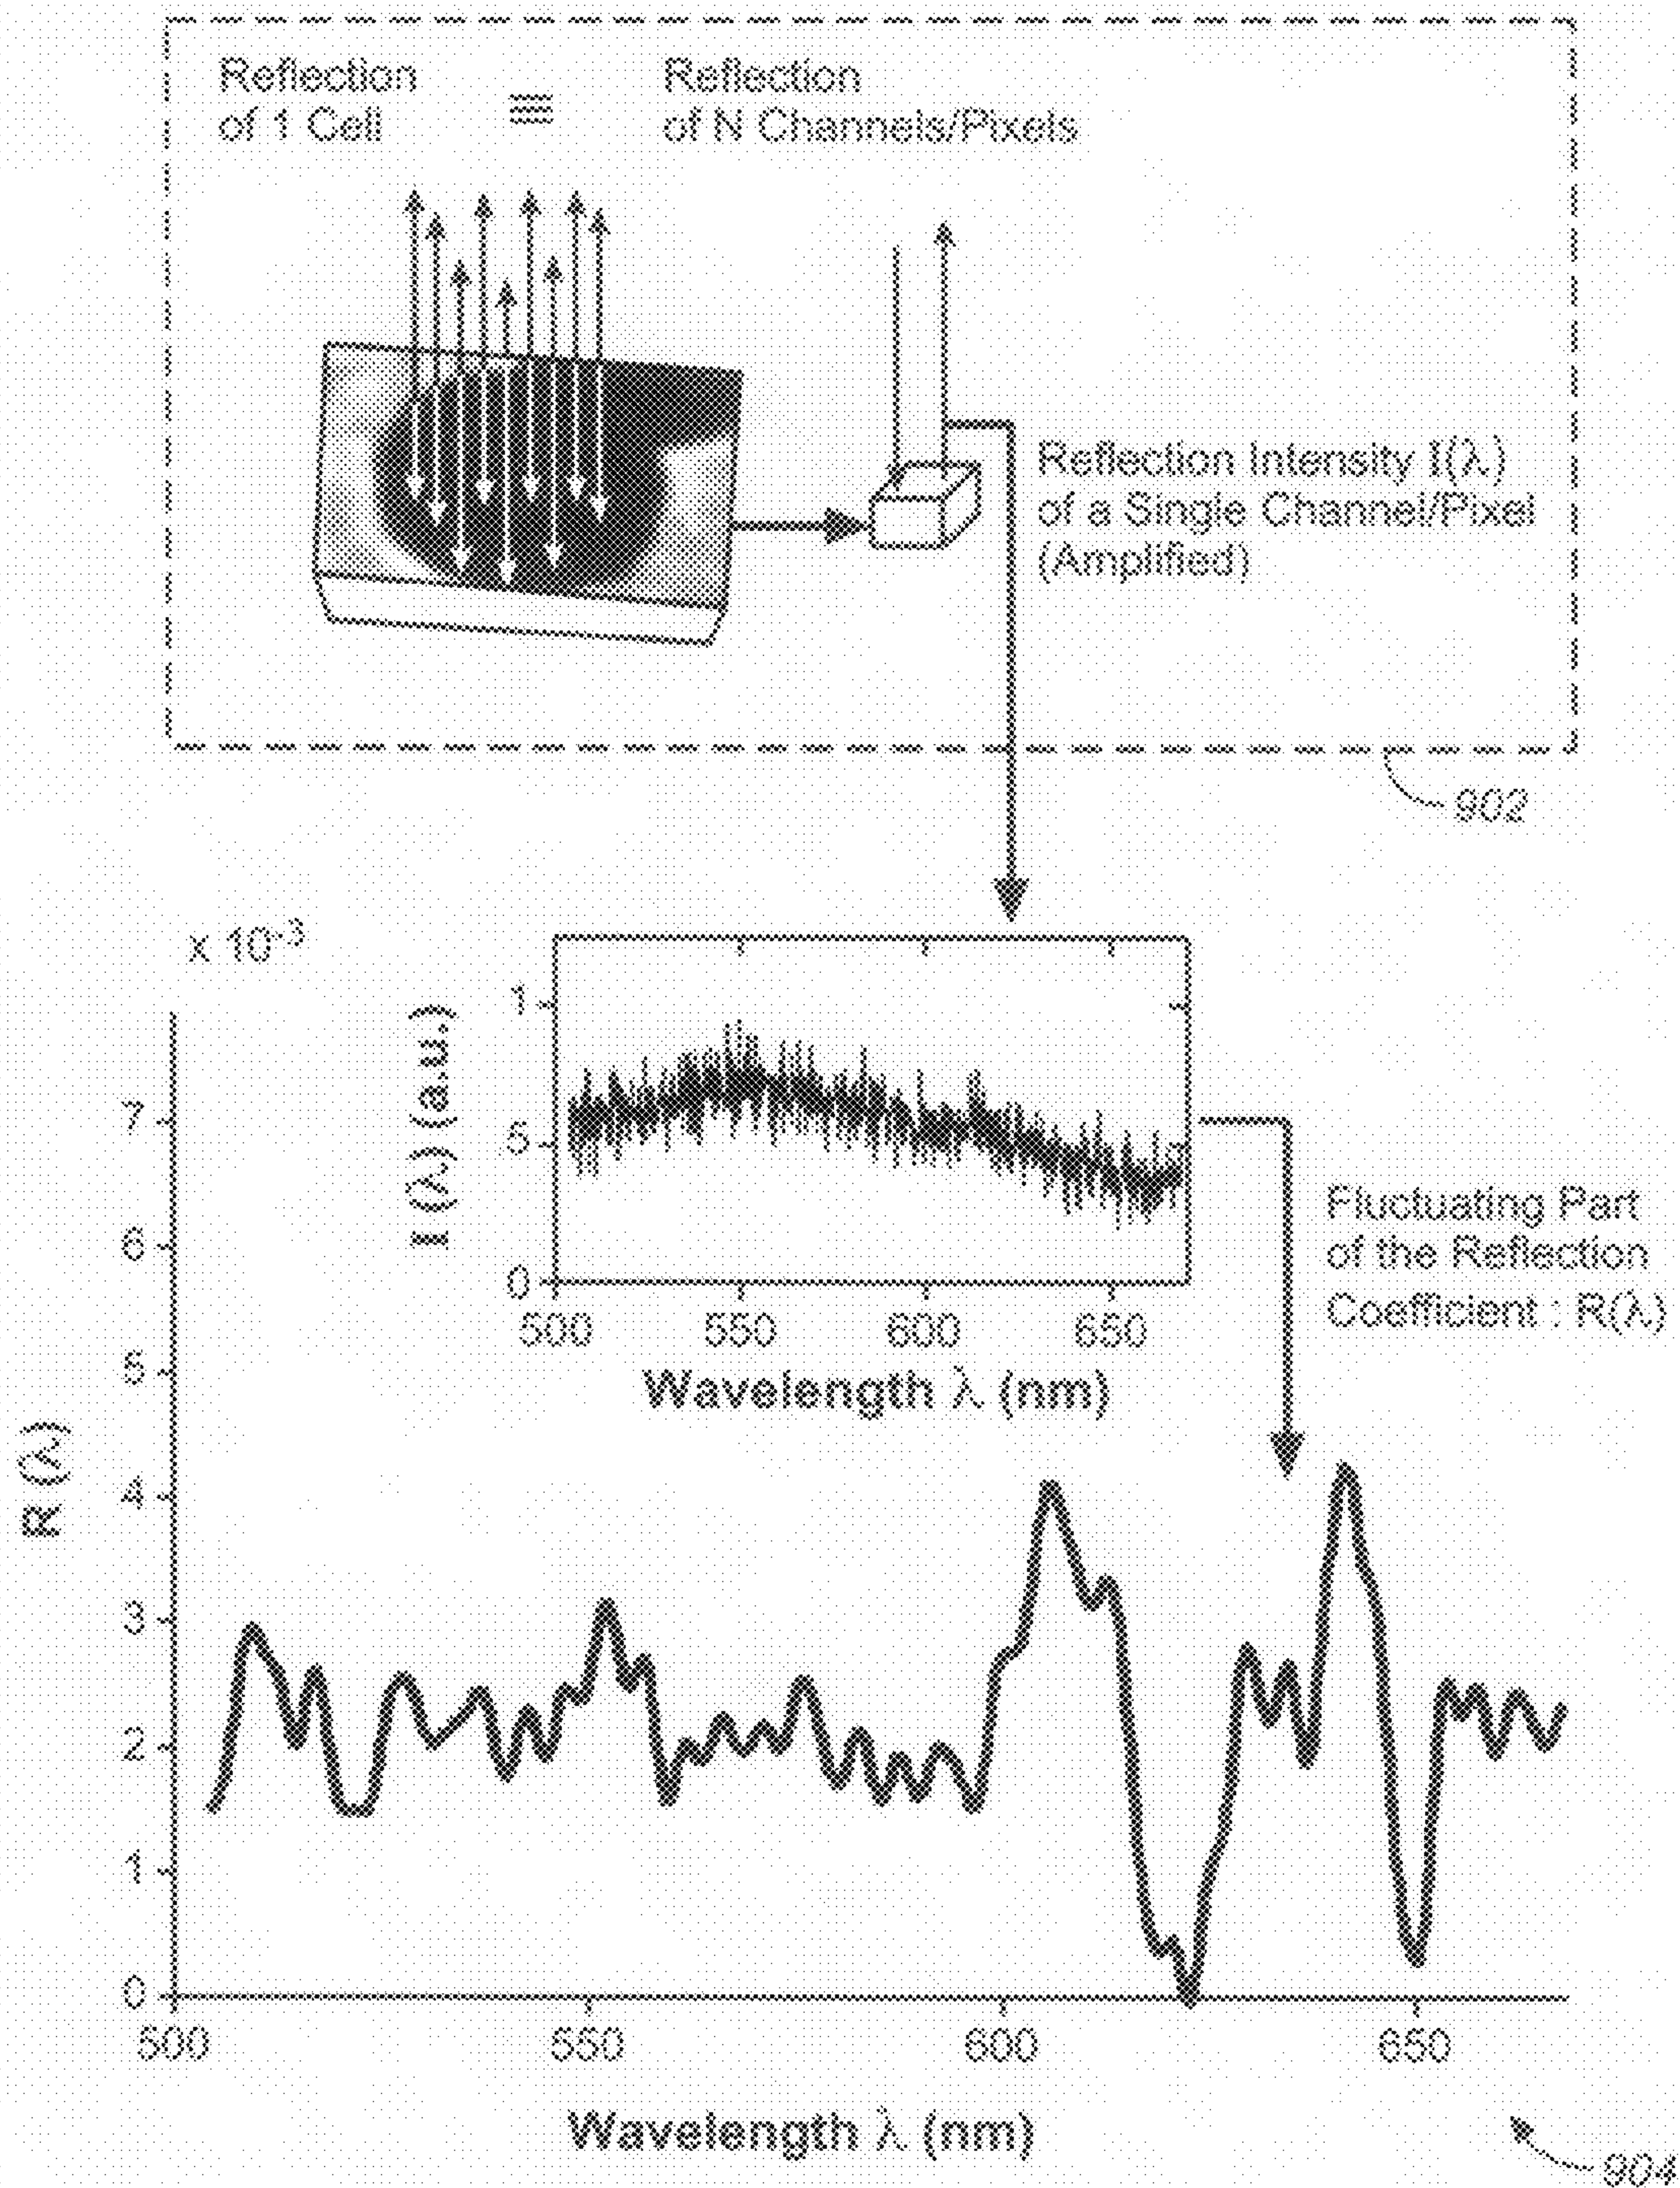 Reflection
of 1 Cell
≡
Reflection
of N Channels/Pixels
Reflection Intensity I(λ)
of a Single Channel/Pixel
(Amplified)
902
x 10-3
I(λ) (a.u.)
1
5
0
500
550
600
650
Wavelength λ (nm)
Fluctuating Part
of the Reflection
Coefficient : R(λ)
R(λ)
7
6
5
4
3
2
1
0
500
550
600
650
Wavelength λ (nm)
904